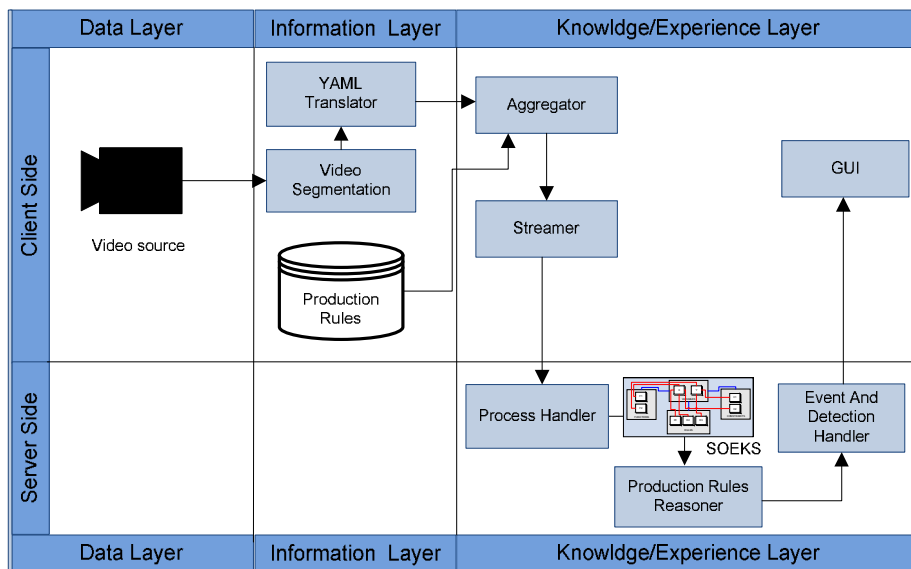 Data Layer
Information Layer
Knowldge/Experience Layer
Client Side
YAML
Translator
Aggregator
Video
Segmentation
GUI
Video source
Streamer
Production
Rules
Server Side
Process Handler
SOEKS
Event And
Detection
Handler
Production Rules
Reasoner
Data Layer
Information Layer
Knowldge/Experience Layer